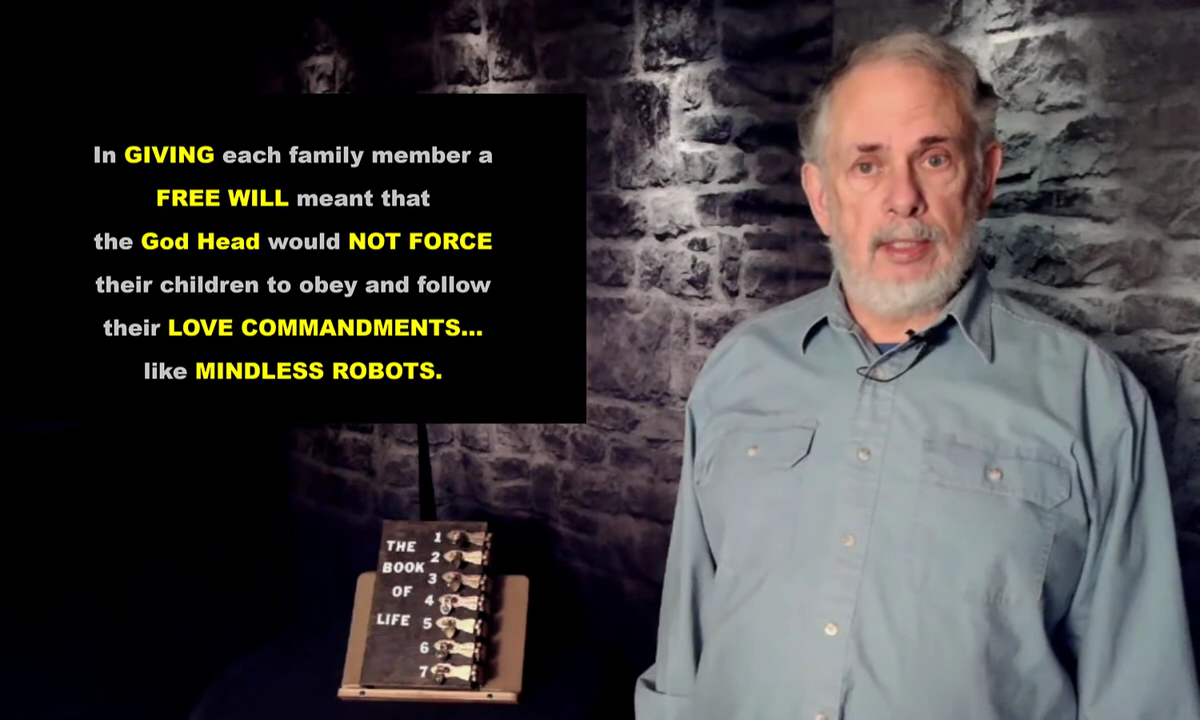 In GIVING each family member a
FREE WILL meant that
the God Head would NOT FORCE
their children to obey and follow
their LOVE COMMANDMENTS...
like MINDLESS ROBOTS.
THE
BOOK
OF
LIFE
1
2
3
4
5
6
7